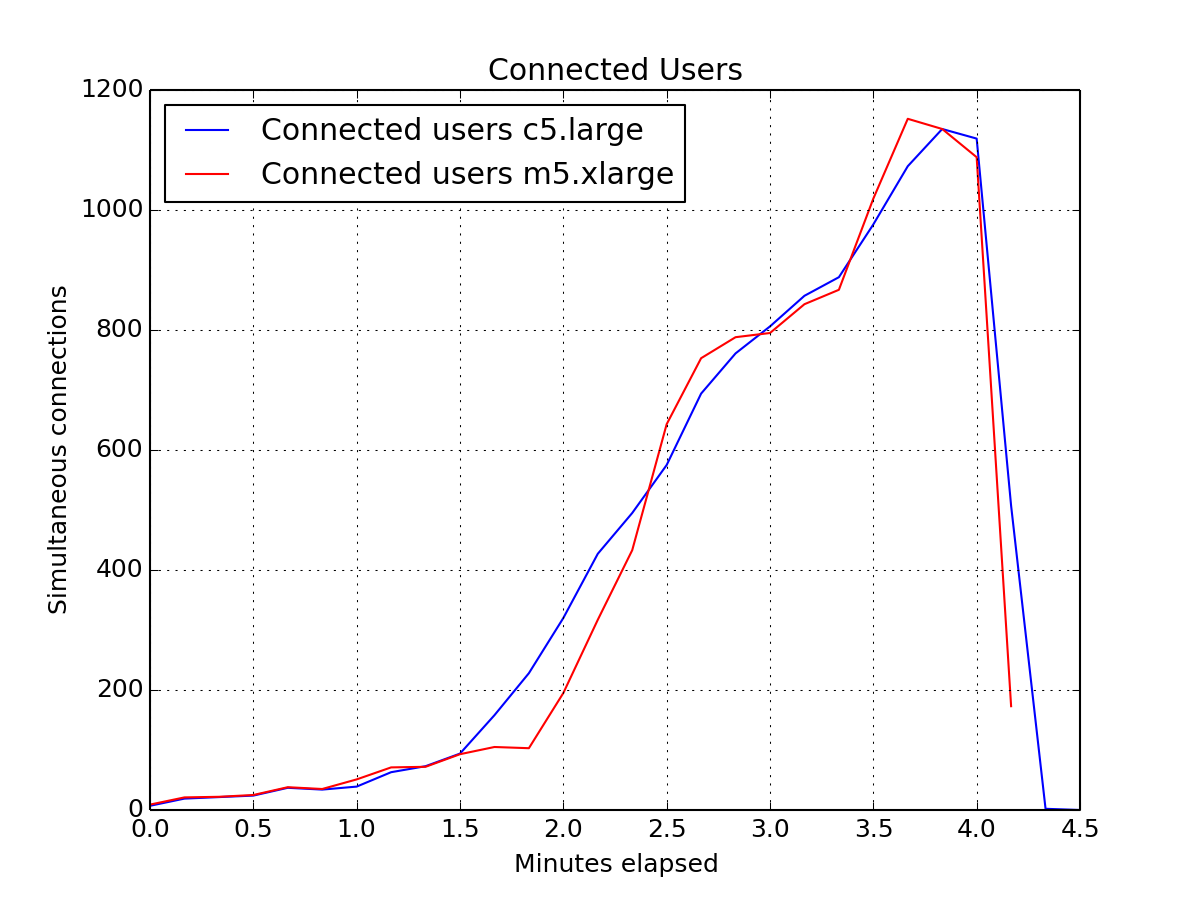 Connected Users
Connected users c5.large
Connected users m5.xlarge
1200
1000
800
600
400
200
0
Simultaneous connections
0.0 0.5 1.0 1.5 2.0 2.5 3.0 3.5 4.0 4.5
Minutes elapsed